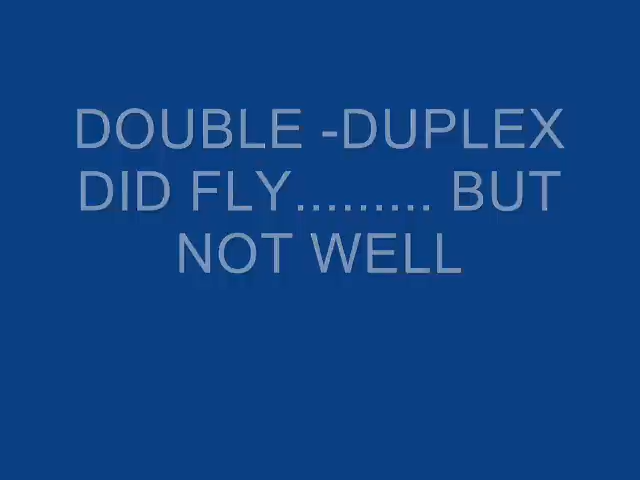 DOUBLE -DUPLEX
DID FLY......... BUT
NOT WELL